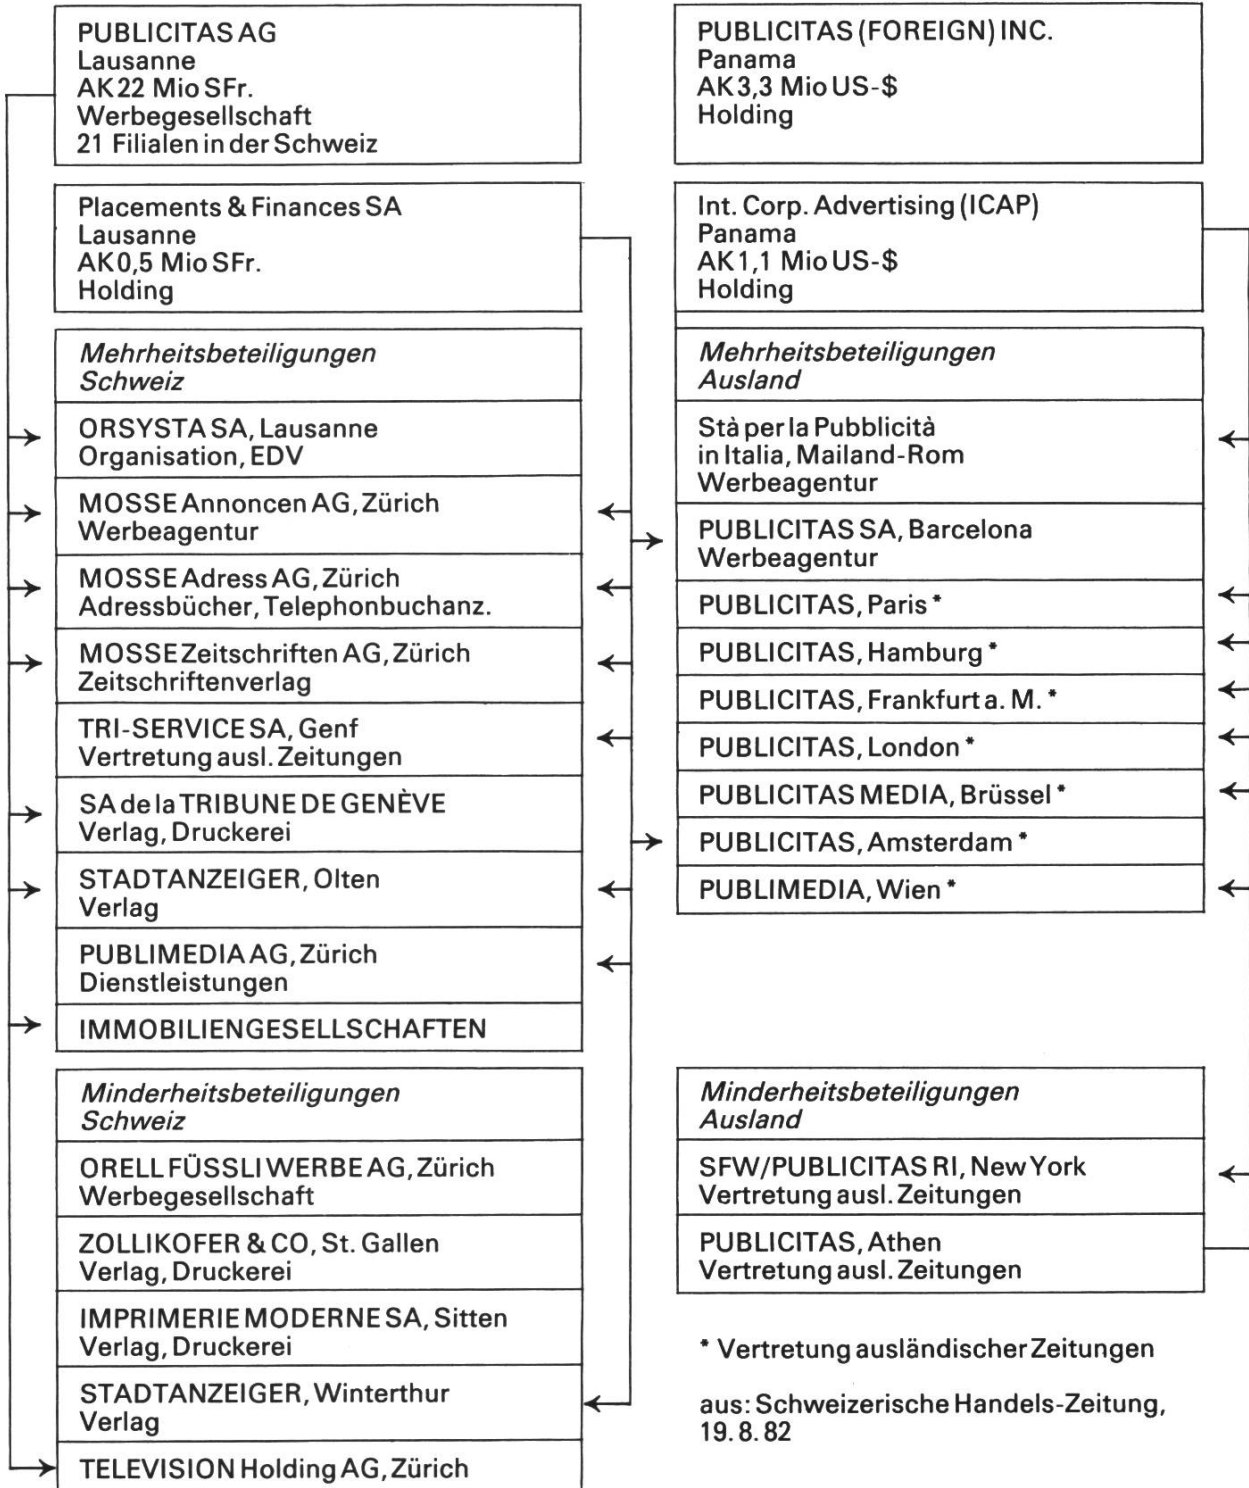 PUBLICITAS AG
Lausanne
AK 22 Mio SFr.
Werbegesellschaft
21 Filialen in der Schweiz
Placements & Finances SA
Lausanne
AK 0,5 Mio SFr.
Holding
Mehrheitsbeteiligungen
Schweiz
ORSYSTA SA, Lausanne
Organisation, EDV
MOSSE Annoncen AG, Zürich
Werbeagentur
MOSSE Adress AG, Zürich
Adressbücher, Telephonbuchanz.
MOSSE Zeitschriften AG, Zürich
Zeitschriftenverlag
TRI-SERVICE SA, Genf
Vertretung ausl. Zeitungen
SA de la TRIBUNE DE GENÈVE
Verlag, Druckerei
STADTANZEIGER, Olten
Verlag
PUBLIMEDIA AG, Zürich
Dienstleistungen
IMMOBILIENGESELLSCHAFTEN
Minderheitsbeteiligungen
Schweiz
ORELL FÜSSLI WERBE AG, Zürich
Werbegesellschaft
ZOLLIKOFER & CO, St. Gallen
Verlag, Druckerei
IMPRIMERIE MODERNE SA, Sitten
Verlag, Druckerei
STADTANZEIGER, Winterthur
Verlag
TELEVISION Holding AG, Zürich
PUBLICITAS (FOREIGN) INC.
Panama
AK 3,3 Mio US-$
Holding
Int. Corp. Advertising (ICAP)
Panama
AK 1,1 Mio US-$
Holding
Mehrheitsbeteiligungen
Ausland
Stà per la Pubblicità
in Italia, Mailand-Rom
Werbeagentur
PUBLICITAS SA, Barcelona
Werbeagentur
PUBLICITAS, Paris *
PUBLICITAS, Hamburg *
PUBLICITAS, Frankfurt a. M. *
PUBLICITAS, London *
PUBLICITAS MEDIA, Brüssel *
PUBLICITAS, Amsterdam *
PUBLIMEDIA, Wien *
Minderheitsbeteiligungen
Ausland
SFW/PUBLICITAS RI, New York
Vertretung ausl. Zeitungen
PUBLICITAS, Athen
Vertretung ausl. Zeitungen
* Vertretung ausländischer Zeitungen
aus: Schweizerische Handels-Zeitung,
19. 8. 82